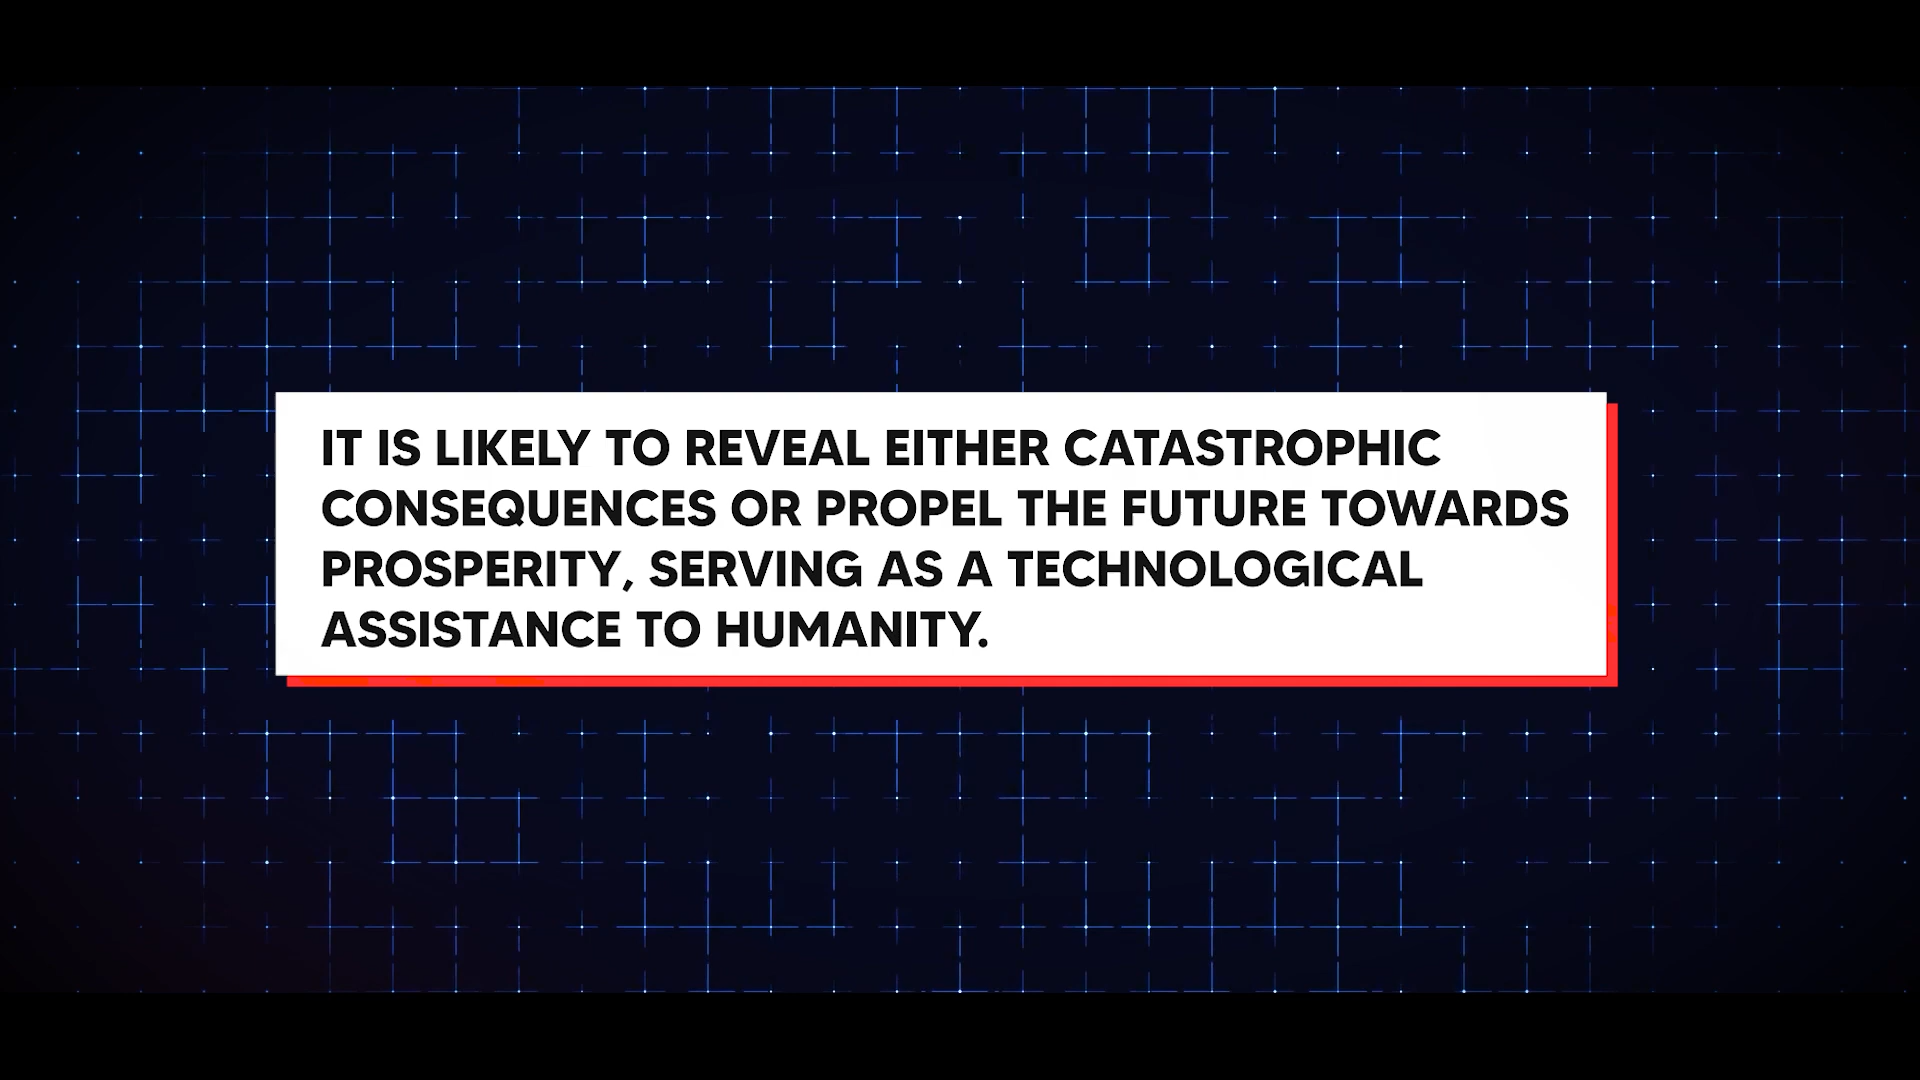 IT IS LIKELY TO REVEAL EITHER CATASTROPHIC
CONSEQUENCES OR PROPEL THE FUTURE TOWARDS
PROSPERITY, SERVING AS A TECHNOLOGICAL
ASSISTANCE TO HUMANITY.